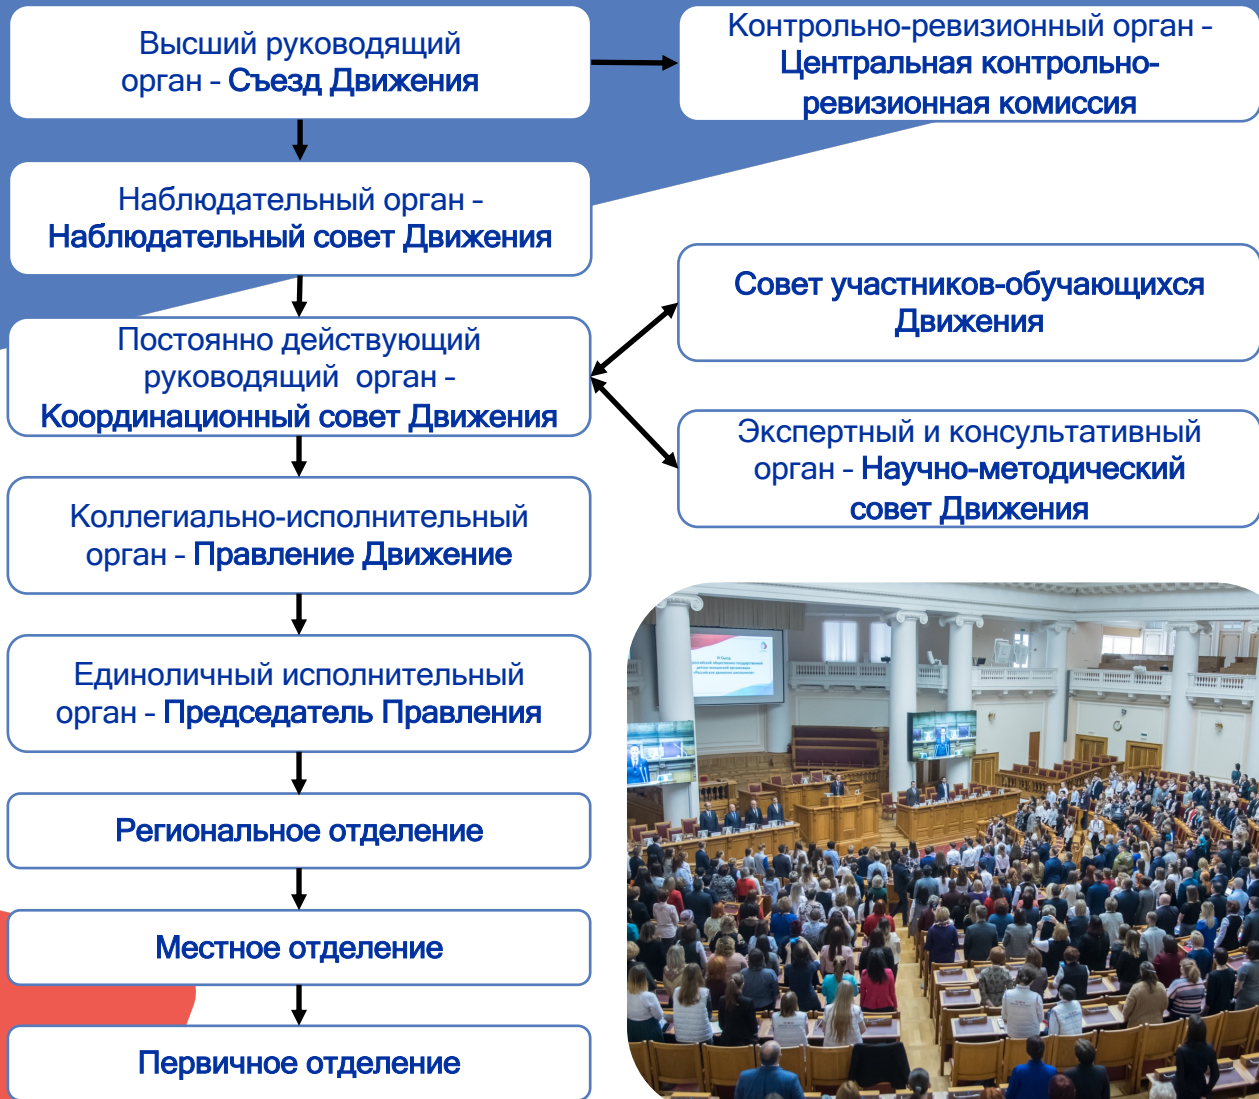 Высший руководящий
орган - Съезд Движения
Контрольно-ревизионный орган -
Центральная контрольно-
ревизионная комиссия
Наблюдательный орган -
Наблюдательный совет Движения
Совет участников-обучающихся
Движения
Постоянно действующий
руководящий орган -
Координационный совет Движения
Экспертный и консультативный
орган - Научно-методический
совет Движения
Коллегиально-исполнительный
орган - Правление Движение
Единоличный исполнительный
орган - Председатель Правления
Региональное отделение
Местное отделение
Первичное отделение